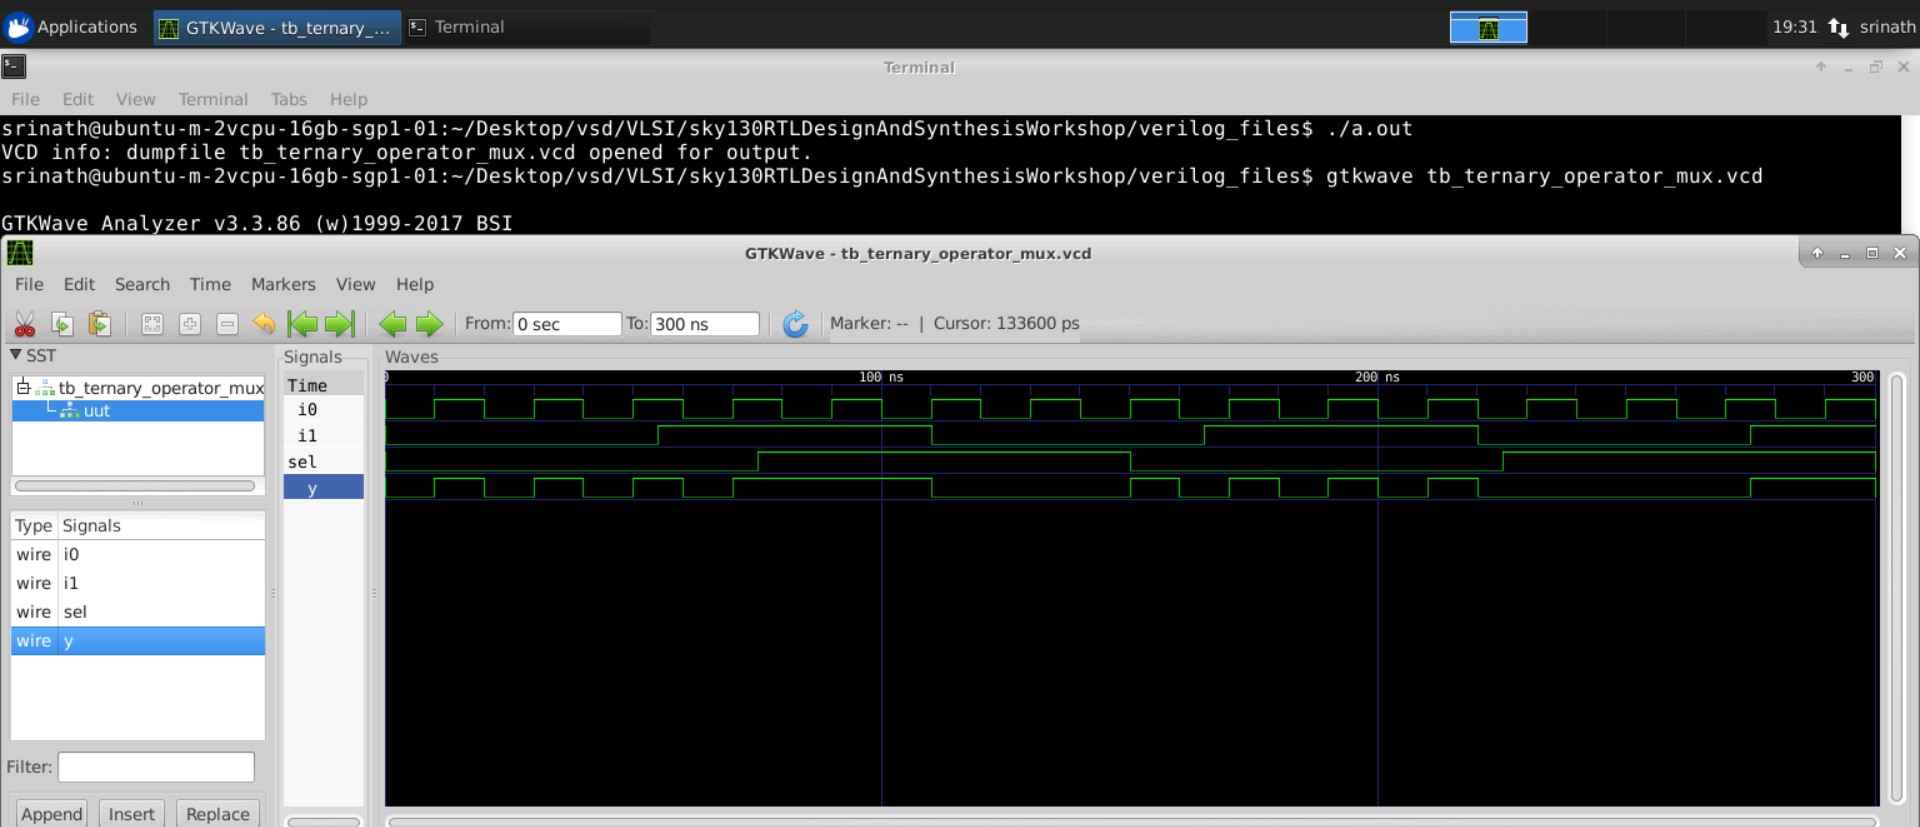 Applications GTKWave - tb_ternary_... Terminal 19:31 srinath
Terminal
File Edit View Terminal Tabs Help
srinath@ubuntu-m-2vcpu-16gb-sgp1-01:~/Desktop/vsd/VLSI/sky130RTLDesignAndSynthesisWorkshop/verilog_files$ ./a.out
VCD info: dumpfile tb_ternary_operator_mux.vcd opened for output.
srinath@ubuntu-m-2vcpu-16gb-sgp1-01:~/Desktop/vsd/VLSI/sky130RTLDesignAndSynthesisWorkshop/verilog_files$ gtkwave tb_ternary_operator_mux.vcd
GTKWave Analyzer v3.3.86 (w)1999-2017 BSI
GTKWave - tb_ternary_operator_mux.vcd
File Edit Search Time Markers View Help
From: 0 sec To: 300 ns Marker: -- | Cursor: 133600 ps
SST
tb_ternary_operator_mux
uut
Type Signals
wire i0
wire i1
wire sel
wire y
Filter:
Append Insert Replace
Signals
Time
i0
i1
sel
y
Waves
0 100 ns 200 ns 300